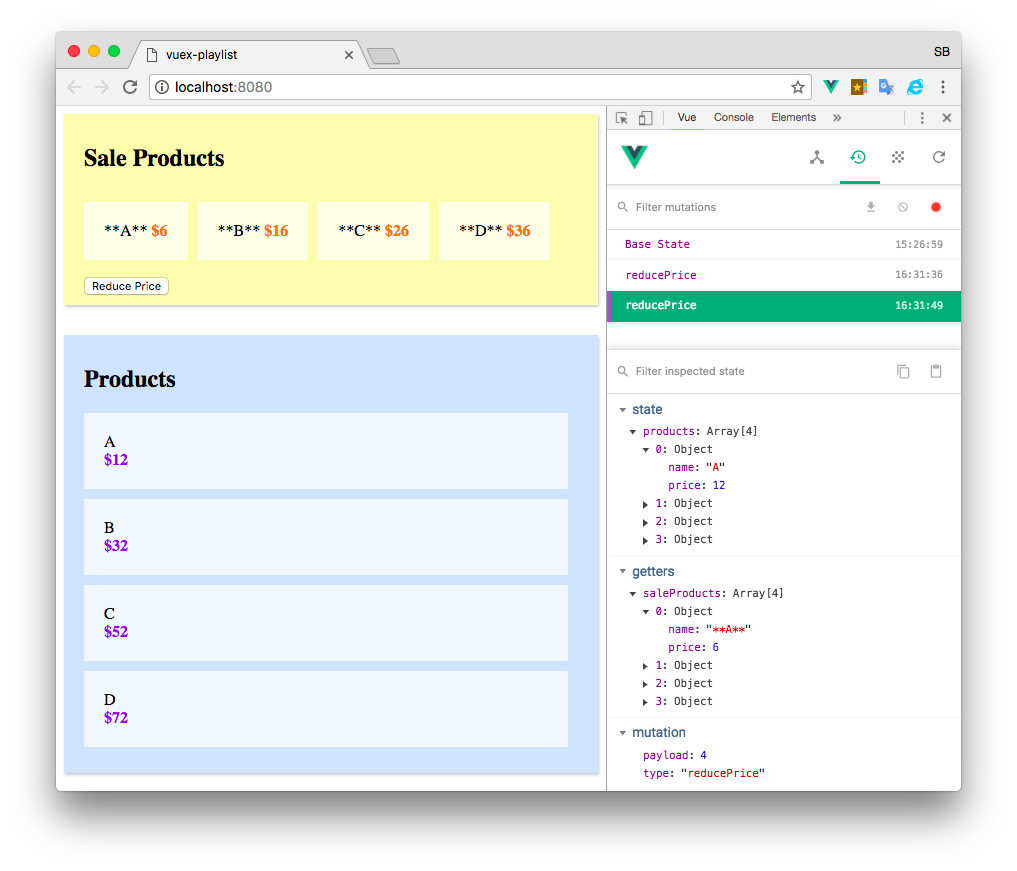 vuex-playlist
SB
localhost:8080
Sale Products
**A** $6
**B** $16
**C** $26
**D** $36
Reduce Price
Products
A
$12
B
$32
C
$52
D
$72
Vue Console Elements »
Filter mutations
Base State 15:26:59
reducePrice 16:31:36
reducePrice 16:31:49
Filter inspected state
state
products: Array[4]
0: Object
name: "A"
price: 12
1: Object
2: Object
3: Object
getters
saleProducts: Array[4]
0: Object
name: "**A**"
price: 6
1: Object
2: Object
3: Object
mutation
payload: 4
type: "reducePrice"